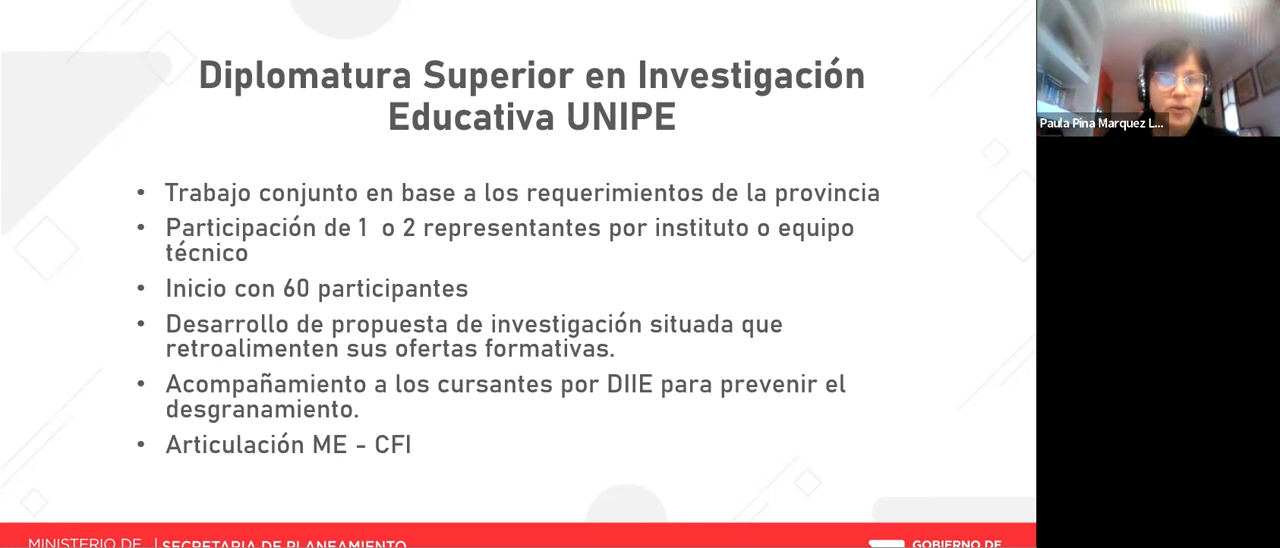 Diplomatura Superior en Investigación
Educativa UNIPE
• Trabajo conjunto en base a los requerimientos de la provincia
• Participación de 1 o 2 representantes por instituto o equipo
técnico
• Inicio con 60 participantes
• Desarrollo de propuesta de investigación situada que
retroalimenten sus ofertas formativas.
• Acompañamiento a los cursantes por DIIE para prevenir el
desgranamiento.
• Articulación ME - CFI
MINISTERIO DE | SECRETARIA DE PLANEAMIENTO
GOBIERNO DE
Paula Pina Marquez L...